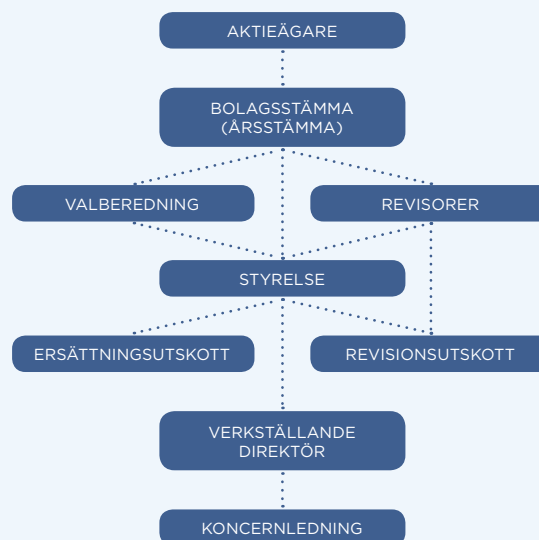 AKTIEÄGARE
BOLAGSSTÄMMA
(ÅRSSTÄMMA)
VALBEREDNING
REVISORER
STYRELSE
ERSÄTTNINGSUTSKOTT
REVISIONSUTSKOTT
VERKSTÄLLANDE
DIREKTÖR
KONCERNLEDNING